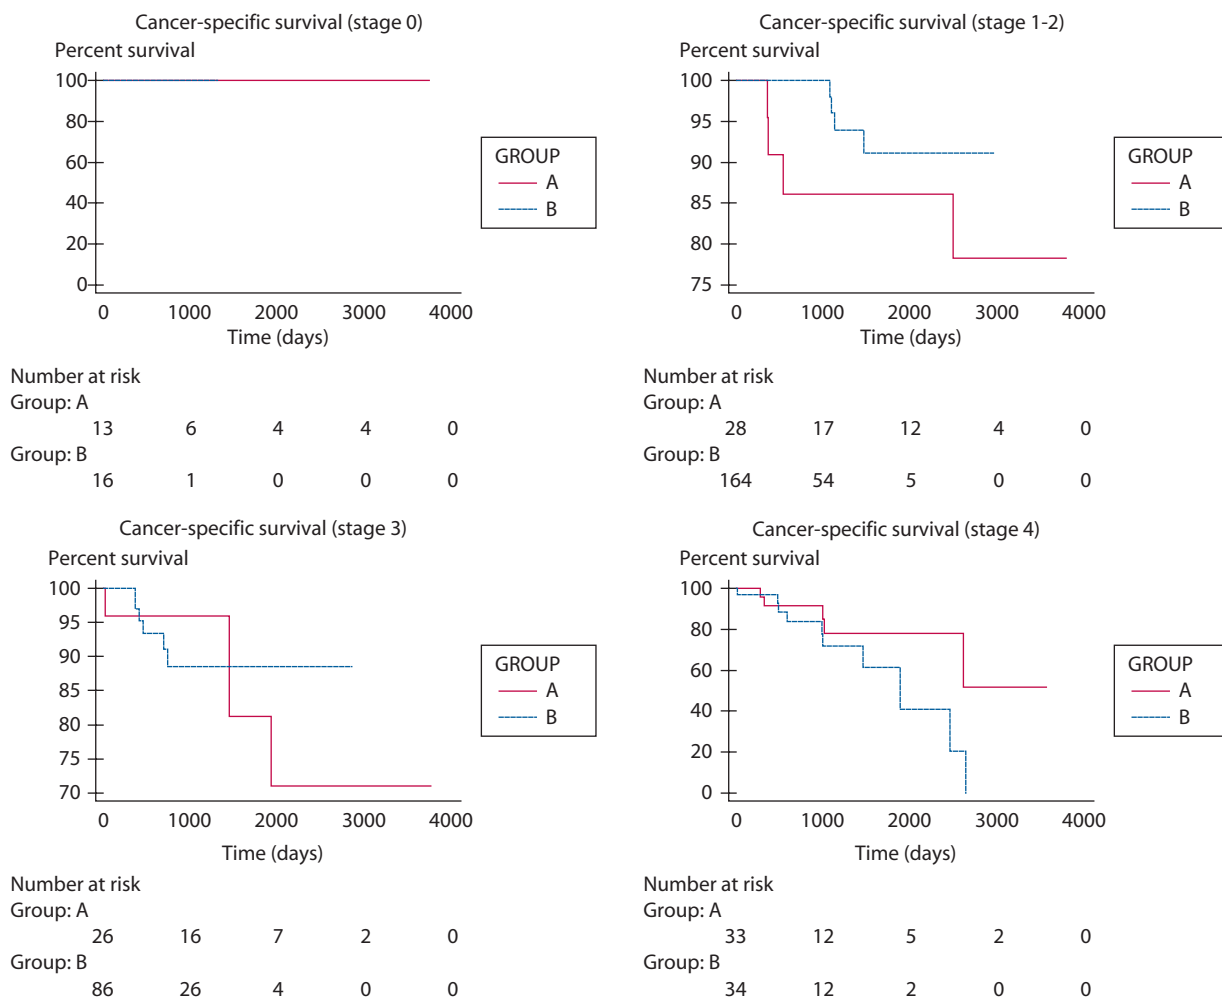 Cancer-specific survival (stage 0)
Percent survival
100
80
60
40
20
0
0 1000 2000 3000 4000
Time (days)
GROUP
A
B
Number at risk
Group: A
13 6 4 4 0
Group: B
16 1 0 0 0
Cancer-specific survival (stage 1-2)
Percent survival
100
95
90
85
80
75
0 1000 2000 3000 4000
Time (days)
GROUP
A
B
Number at risk
Group: A
28 17 12 4 0
Group: B
164 54 5 0 0
Cancer-specific survival (stage 3)
Percent survival
100
95
90
85
80
75
70
0 1000 2000 3000 4000
Time (days)
GROUP
A
B
Number at risk
Group: A
26 16 7 2 0
Group: B
86 26 4 0 0
Cancer-specific survival (stage 4)
Percent survival
100
80
60
40
20
0
0 1000 2000 3000 4000
Time (days)
GROUP
A
B
Number at risk
Group: A
33 12 5 2 0
Group: B
34 12 2 0 0